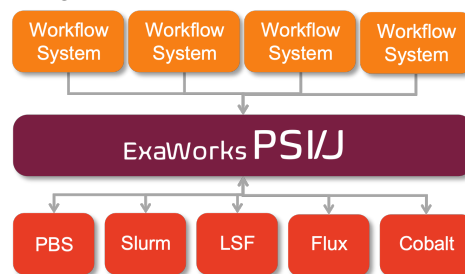 Workflow System
Workflow System
Workflow System
Workflow System
ExaWorks PSI/J
PBS
Slurm
LSF
Flux
Cobalt